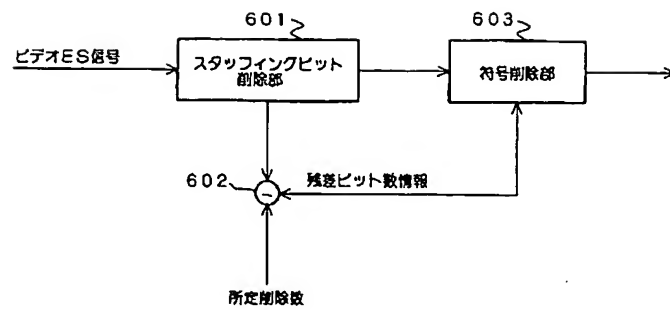 601
603
ビデオES信号
スタッフィングビット
削除部
符号削除部
602
残差ビット数情報
所定削除数